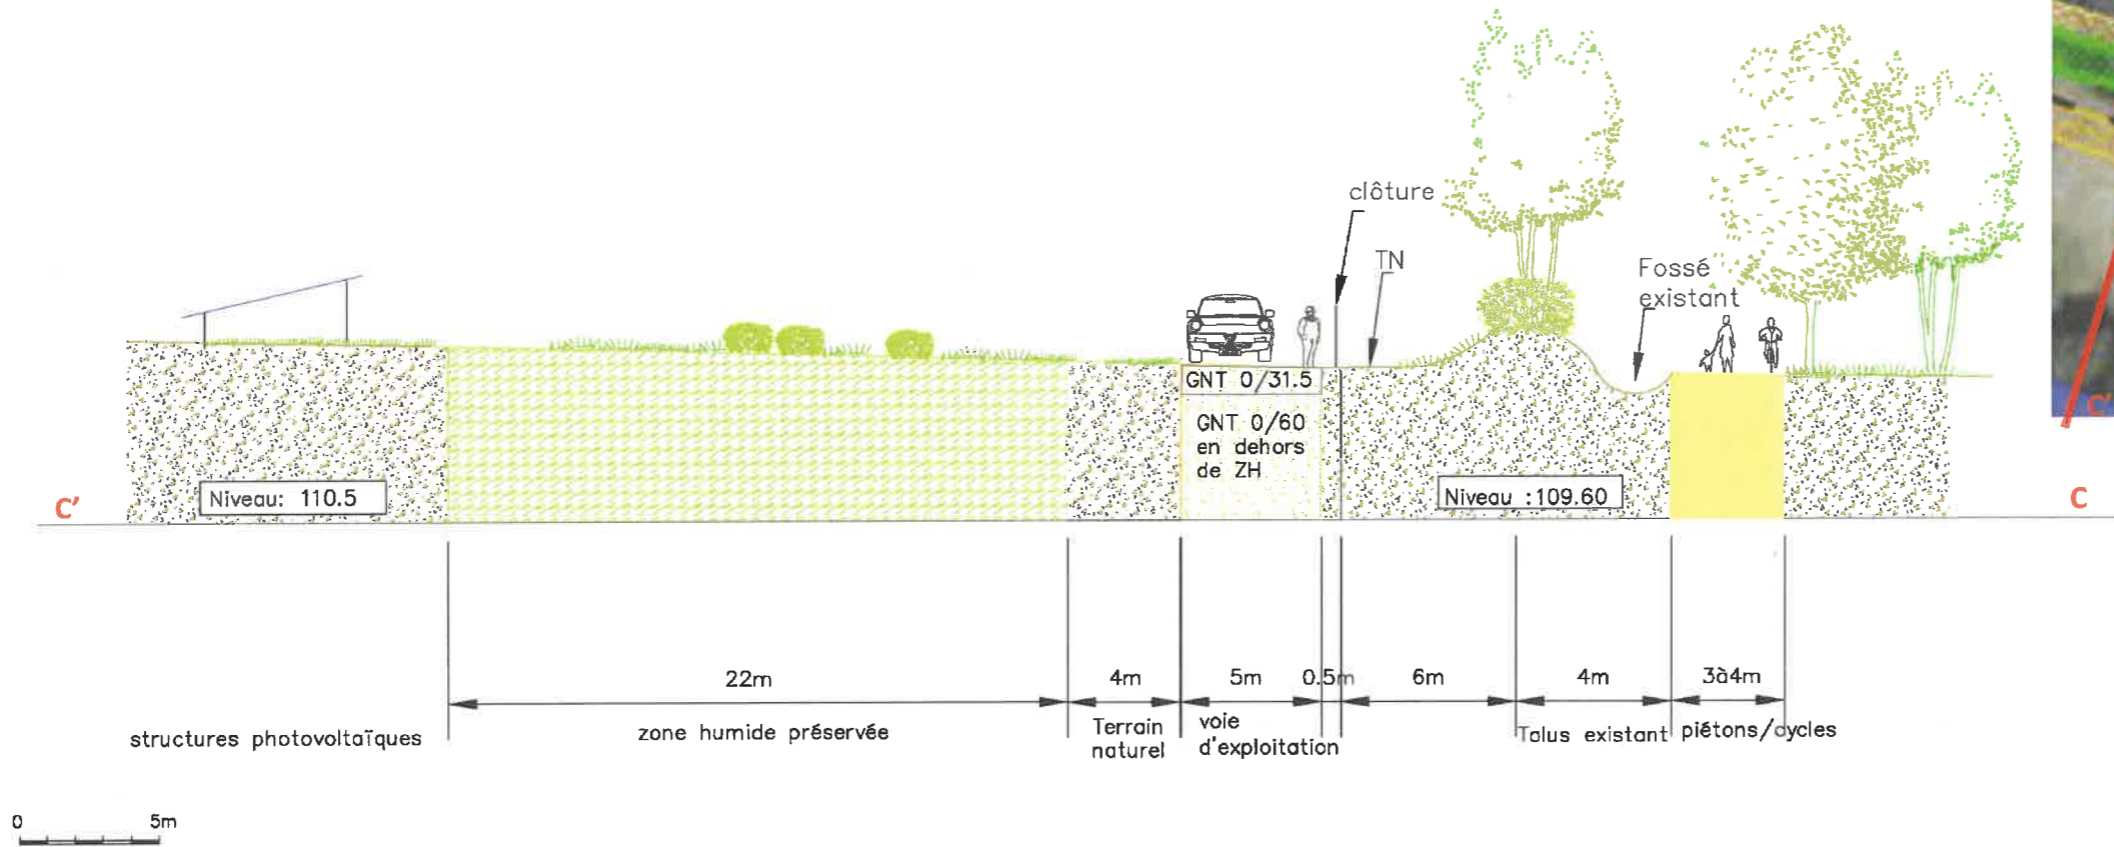 clôture
TN
Fossé
existant
GNT 0/31.5
GNT 0/60
en dehors
de ZH
Niveau: 110.5
Niveau :109.60
C'
C
C'
22m
4m
5m
0.5m
6m
4m
3à4m
structures photovoltaïques
zone humide préservée
Terrain
naturel
voie
d'exploitation
Talus existant
piétons/cycles
0
5m